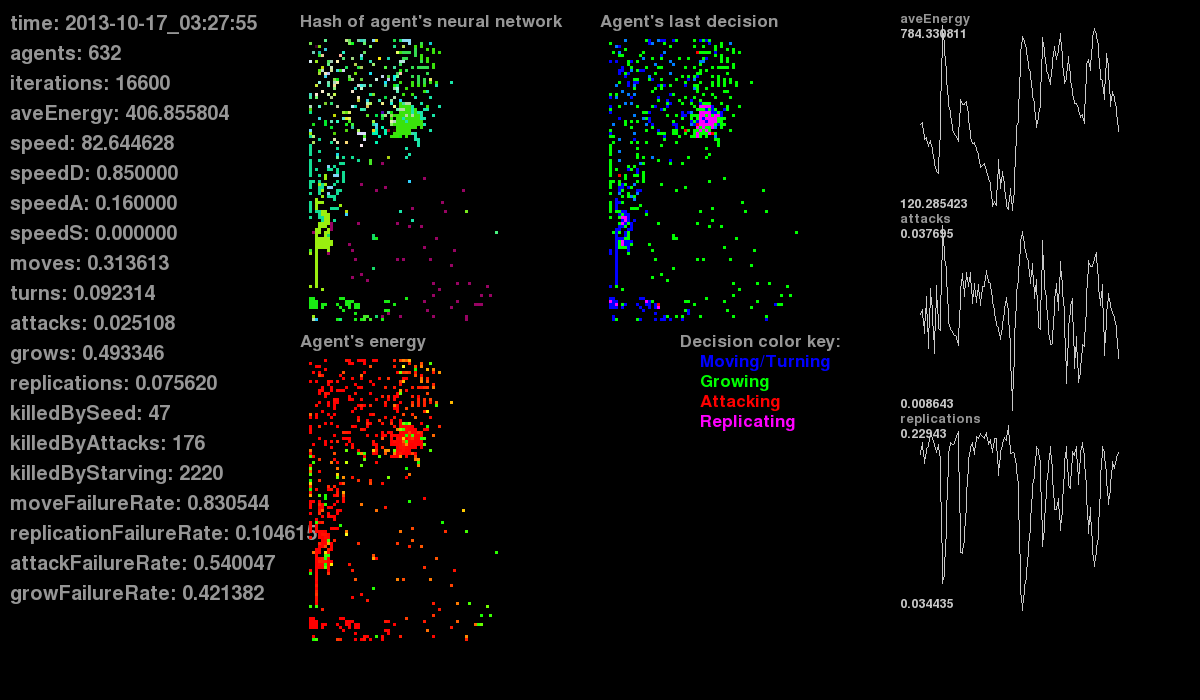 time: 2013-10-17_03:27:55
agents: 632
iterations: 16600
aveEnergy: 406.855804
speed: 82.644628
speedD: 0.850000
speedA: 0.160000
speedS: 0.000000
moves: 0.313613
turns: 0.092314
attacks: 0.025108
grows: 0.493346
replications: 0.075620
killedBySeed: 47
killedByAttacks: 176
killedByStarving: 2220
moveFailureRate: 0.830544
replicationFailureRate: 0.104615
attackFailureRate: 0.540047
growFailureRate: 0.421382
Hash of agent's neural network
Agent's last decision
Agent's energy
Decision color key:
Moving/Turning
Growing
Attacking
Replicating
aveEnergy
784.330811
120.285423
attacks
0.037695
0.008643
replications
0.22943
0.034435